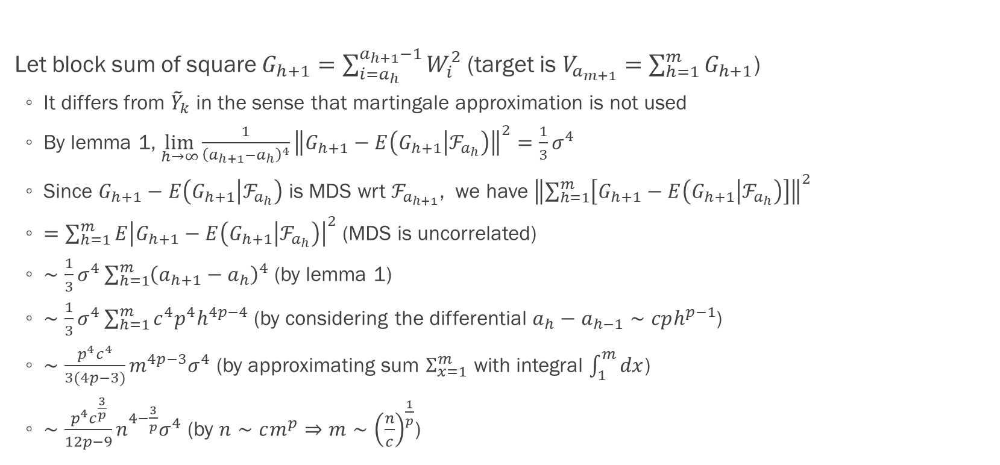 Let block sum of square $G_{h+1} = \sum_{i=a_h}^{a_{h+1}-1} W_i^2$ (target is $V_{a_{m+1}} = \sum_{h=1}^{m} G_{h+1}$)
◦ It differs from $\tilde{Y}_k$ in the sense that martingale approximation is not used
◦ By lemma 1, $\lim_{h\to\infty} \frac{1}{(a_{h+1}-a_h)^4} \left\| G_{h+1} - E\left(G_{h+1}|\mathcal{F}_{a_h}\right) \right\|^2 = \frac{1}{3}\sigma^4$
◦ Since $G_{h+1} - E\left(G_{h+1}|\mathcal{F}_{a_h}\right)$ is MDS wrt $\mathcal{F}_{a_{h+1}}$, we have $\left\| \sum_{h=1}^{m} [G_{h+1} - E\left(G_{h+1}|\mathcal{F}_{a_h}\right)] \right\|^2$
◦ $= \sum_{h=1}^{m} E\left| G_{h+1} - E\left(G_{h+1}|\mathcal{F}_{a_h}\right) \right|^2$ (MDS is uncorrelated)
◦ $\sim \frac{1}{3}\sigma^4 \sum_{h=1}^{m} (a_{h+1} - a_h)^4$ (by lemma 1)
◦ $\sim \frac{1}{3}\sigma^4 \sum_{h=1}^{m} c^4 p^4 h^{4p-4}$ (by considering the differential $a_h - a_{h-1} \sim cph^{p-1}$)
◦ $\sim \frac{p^4 c^4}{3(4p-3)} m^{4p-3} \sigma^4$ (by approximating sum $\Sigma_{x=1}^{m}$ with integral $\int_1^m dx$)
◦ $\sim \frac{p^4 c^{\frac{3}{p}}}{12p-9} n^{4-\frac{3}{p}} \sigma^4$ (by $n \sim cm^p \Rightarrow m \sim \left(\frac{n}{c}\right)^{\frac{1}{p}}$)